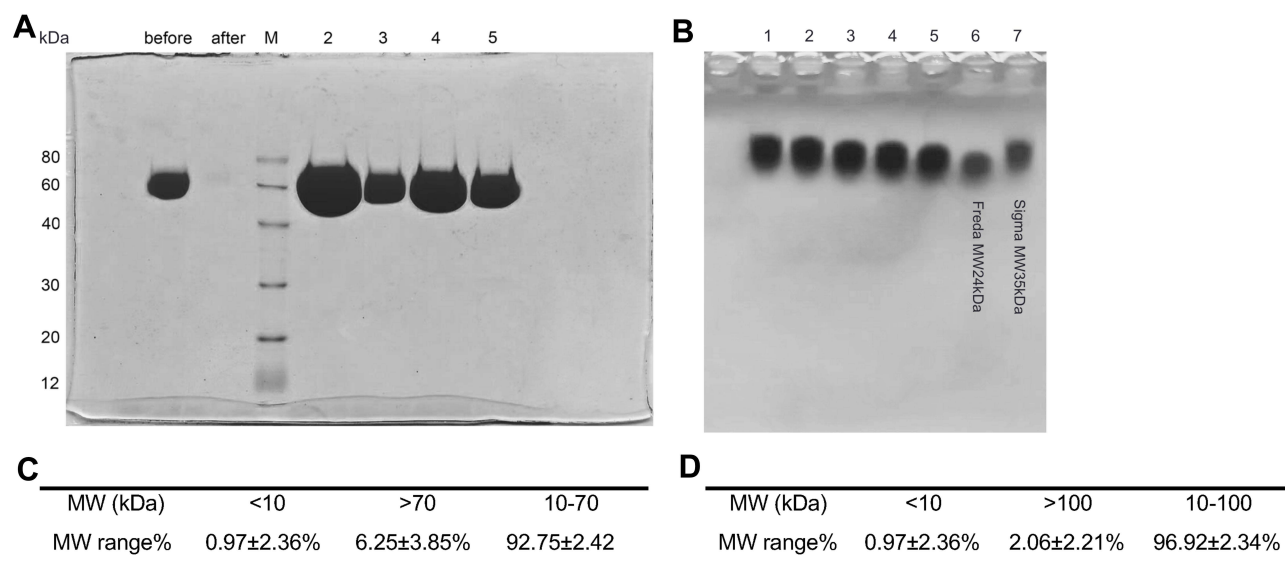 A
kDa before after M 2 3 4 5
80
60
40
30
20
12
B
1 2 3 4 5 6 7
Freda MW24kDa
Sigma MW35kDa
C
MW (kDa) <10 >70 10-70
MW range% 0.97±2.36% 6.25±3.85% 92.75±2.42
D
MW (kDa) <10 >100 10-100
MW range% 0.97±2.36% 2.06±2.21% 96.92±2.34%